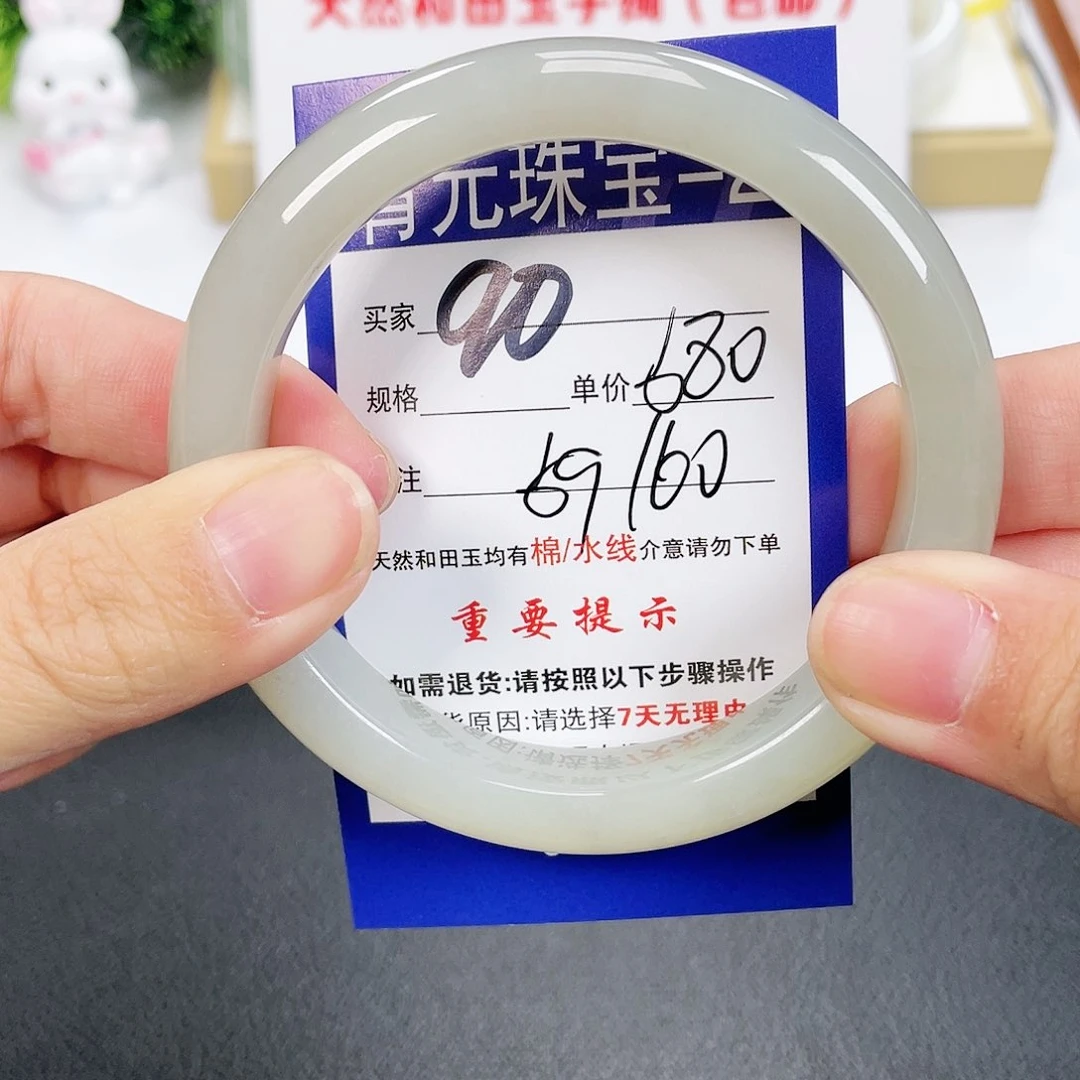 天然和田玉手镯
元珠宝
买家 90
规格 单价 680
注 59/60
天然和田玉均有棉/水线介意请勿下单
重要提示
如需退货:请按照以下步骤操作
货原因:请选择7天无理由